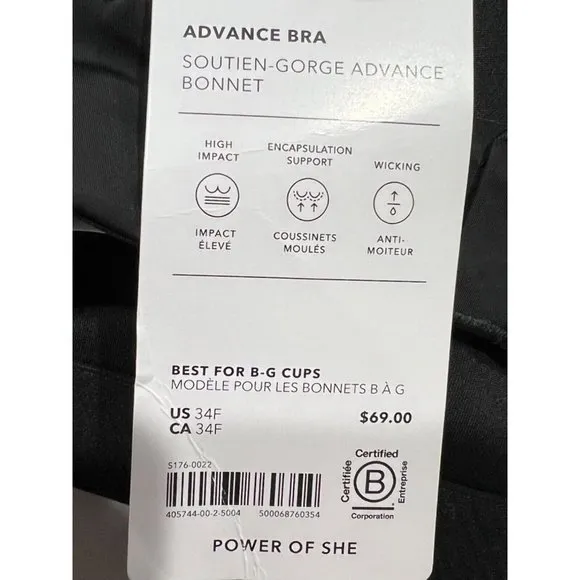 ADVANCE BRA
SOUTIEN-GORGE ADVANCE
BONNET
HIGH
IMPACT
IMPACT
ÉLEVÉ
ENCAPSULATION
SUPPORT
COUSSINETS
MOULÉS
WICKING
ANTI-
MOITEUR
BEST FOR B-G CUPS
MODÈLE POUR LES BONNETS B À G
US 34F
CA 34F
$69.00
S176-0022
405744-00-2-5004 500068760354
Certified
Certifiée
B
Entreprise
Corporation
POWER OF SHE